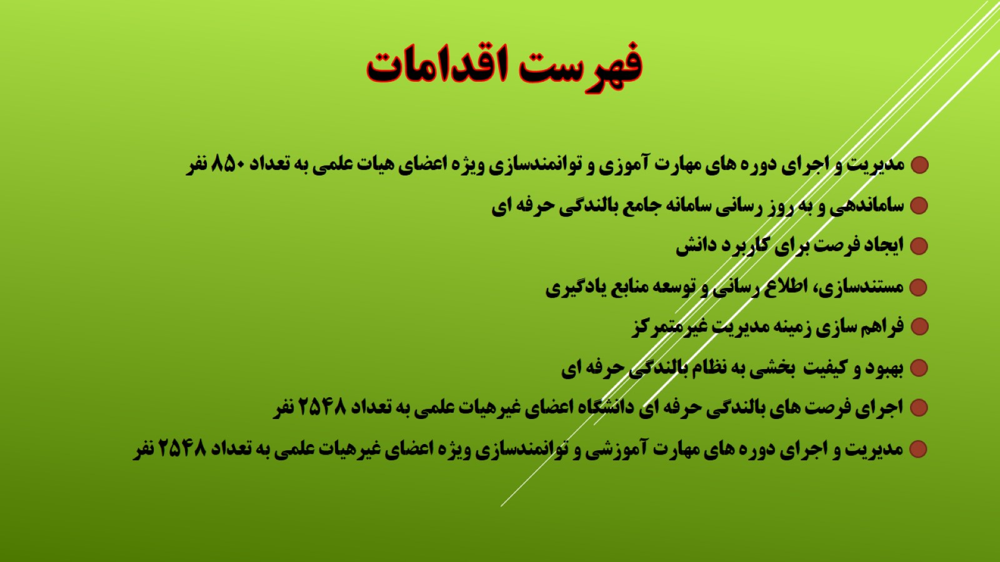 فهرست اقدامات
مدیریت و اجرای دوره های مهارت آموزی و توانمندسازی ویژه اعضای هیات علمی به تعداد ۸۵۰ نفر
ساماندهی و به روز رسانی سامانه جامع بالندگی حرفه ای
ایجاد فرصت برای کاربرد دانش
مستندسازی، اطلاع رسانی و توسعه منابع یادگیری
فراهم سازی زمینه مدیریت غیرمتمرکز
بهبود و کیفیت بخشی به نظام بالندگی حرفه ای
اجرای فرصت های بالندگی حرفه ای دانشگاه اعضای غیرهیات علمی به تعداد ۲۵۴۸ نفر
مدیریت و اجرای دوره های مهارت آموزشی و توانمندسازی ویژه اعضای غیرهیات علمی به تعداد ۲۵۴۸ نفر